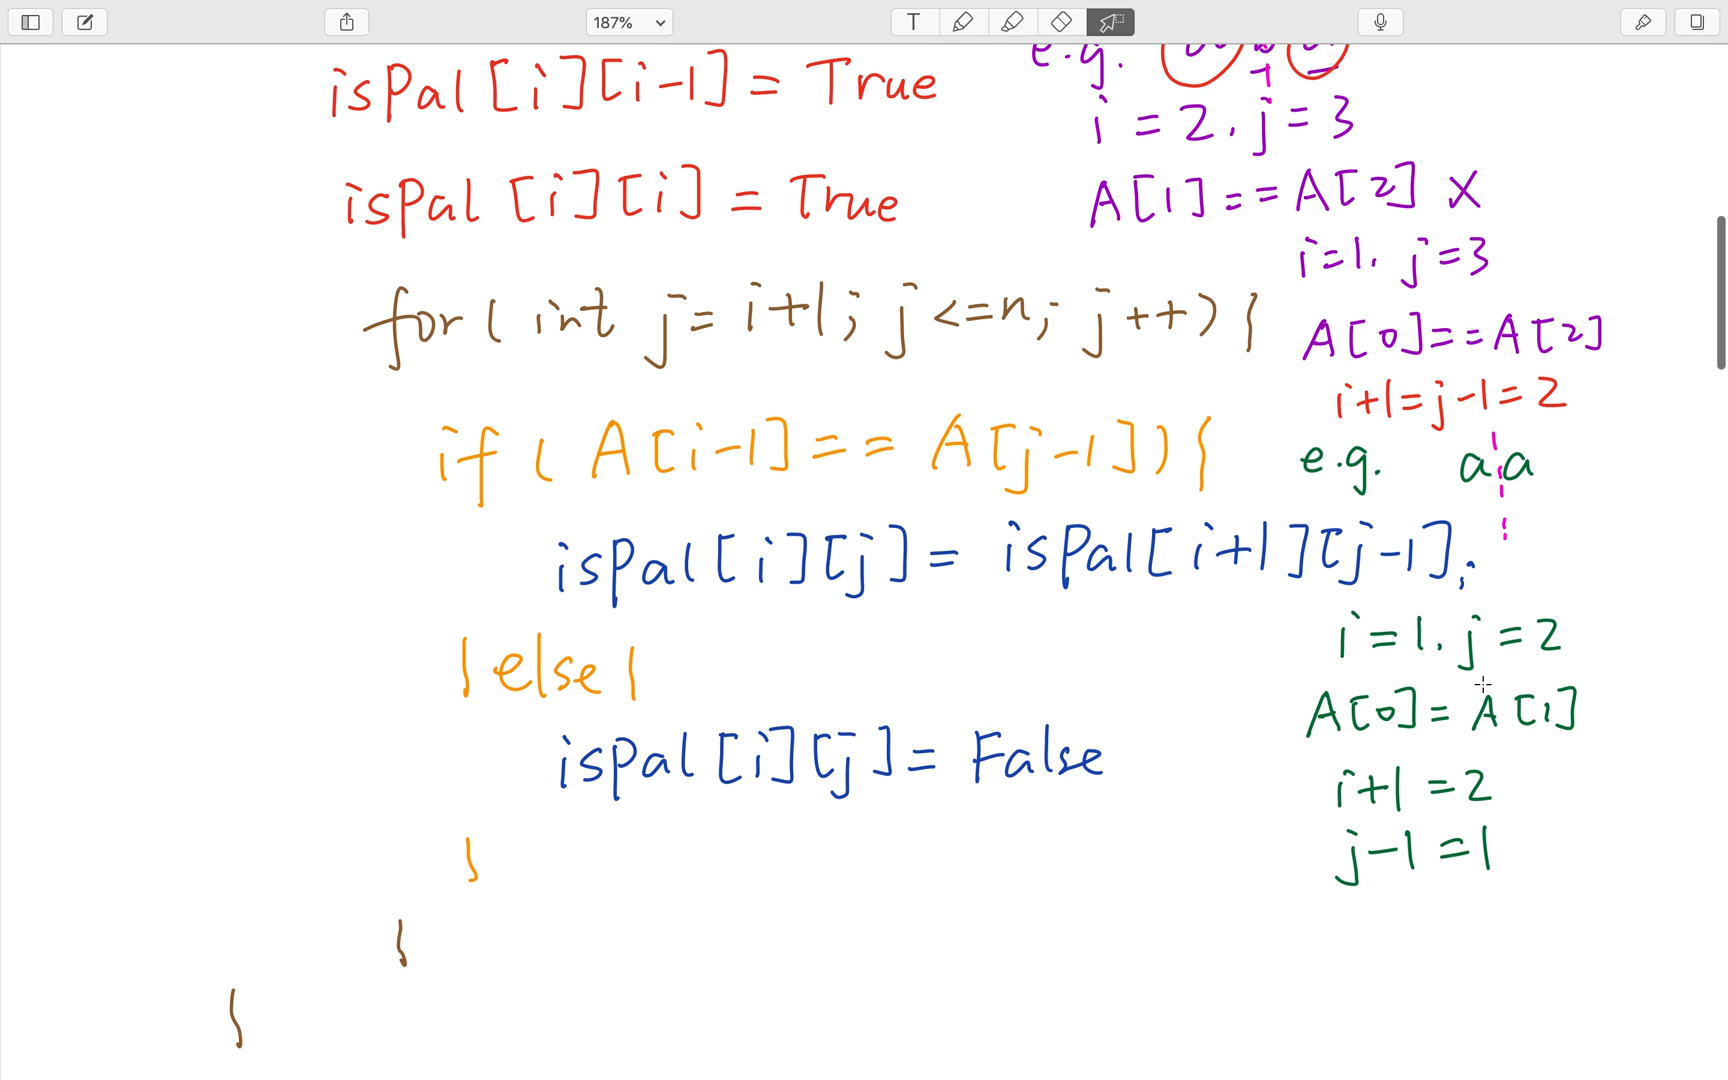 187%
T
isPal[i][i-1] = True
isPal[i][i] = True
for( int j= i+1; j<=n; j++) {
if ( A[i-1]== A[j-1]) {
isPal[i][j] = isPal[i+1][j-1];
} else {
isPal[i][j] = False
}
}
}
e.g.
i = 2. j = 3
A[1]==A[2] X
i=1. j=3
A[0]==A[2]
i+1=j-1=2
e.g. a a
i=1. j=2
A[0]= A[1]
i+1=2
j-1=1